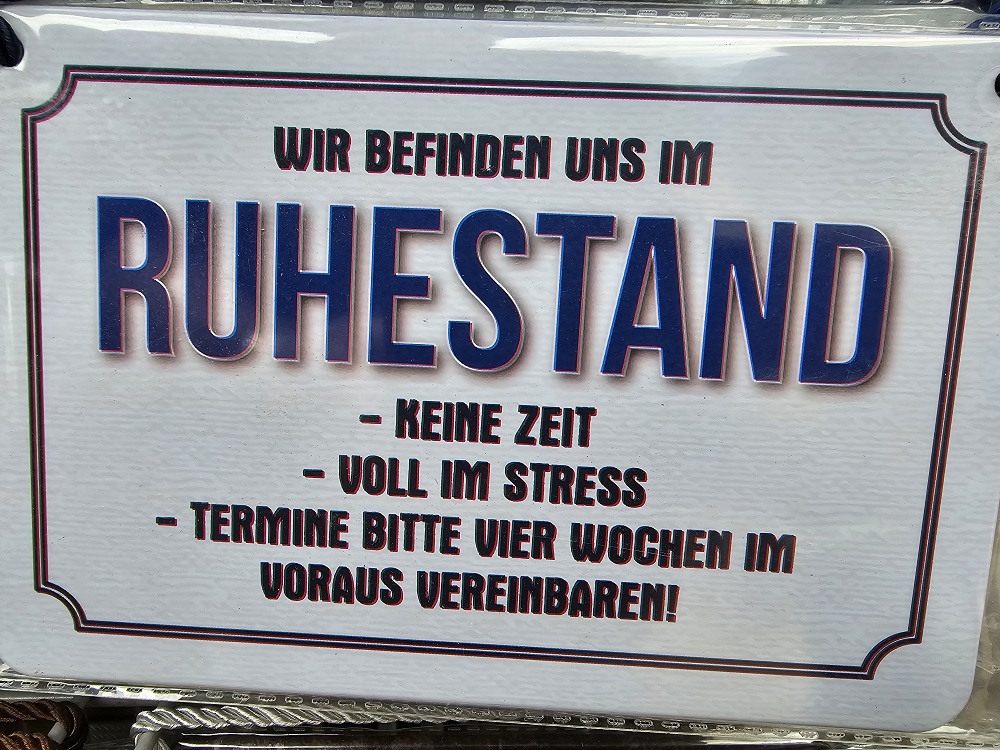 WIR BEFINDEN UNS IM
RUHESTAND
- KEINE ZEIT
- VOLL IM STRESS
- TERMINE BITTE VIER WOCHEN IM
VORAUS VEREINBAREN!